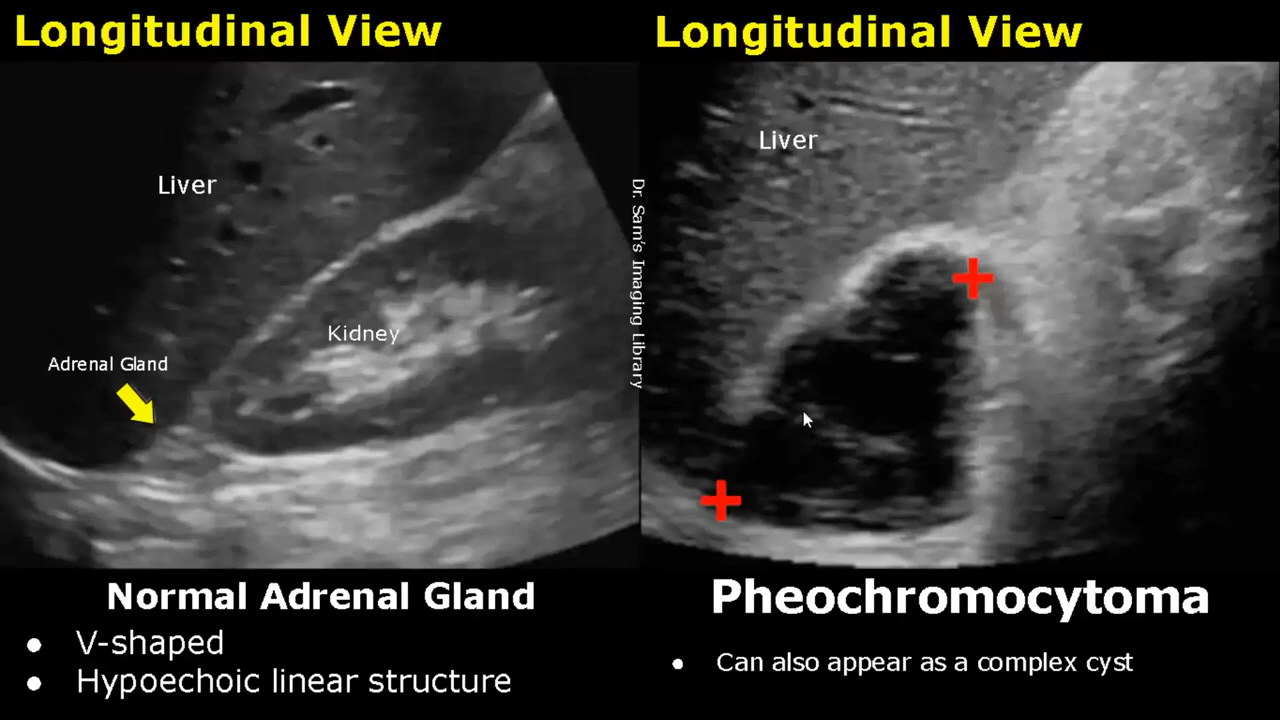 Longitudinal View
Liver
Kidney
Adrenal Gland
Normal Adrenal Gland
● V-shaped
● Hypoechoic linear structure
Dr. Sam's Imaging Library
Longitudinal View
Liver
Pheochromocytoma
● Can also appear as a complex cyst